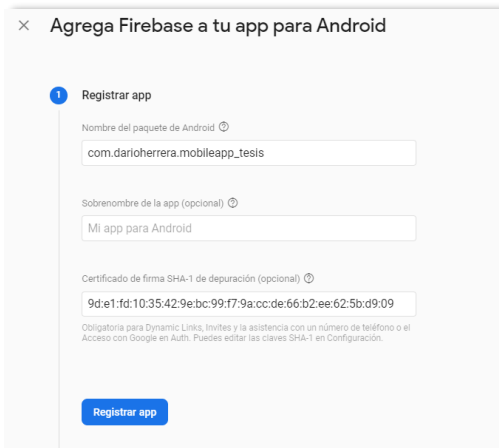 Agrega Firebase a tu app para Android
1 Registrar app
Nombre del paquete de Android
com.darioherrera.mobileapp_tesis
Sobrenombre de la app (opcional)
Mi app para Android
Certificado de firma SHA-1 de depuración (opcional)
9d:e1:fd:10:35:42:9e:bc:99:f7:9a:cc:de:66:b2:ee:62:5b:d9:09
Obligatoria para Dynamic Links, Invites y la asistencia con un número de teléfono o el
Acceso con Google en Auth. Puedes editar las claves SHA-1 en Configuración.
Registrar app